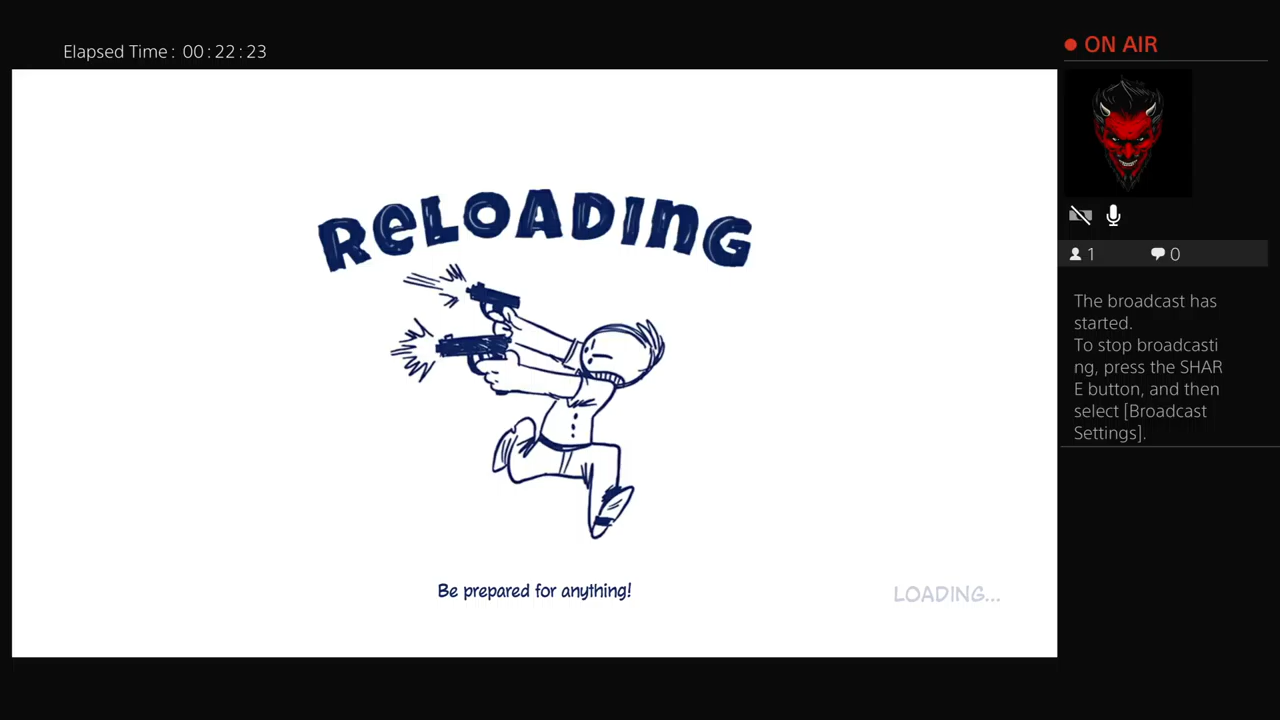 Elapsed Time: 00:22:23
ON AIR
ReLOADING
1
0
The broadcast has
started.
To stop broadcasti
ng, press the SHAR
E button, and then
select [Broadcast
Settings].
Be prepared for anything!
LOADING...